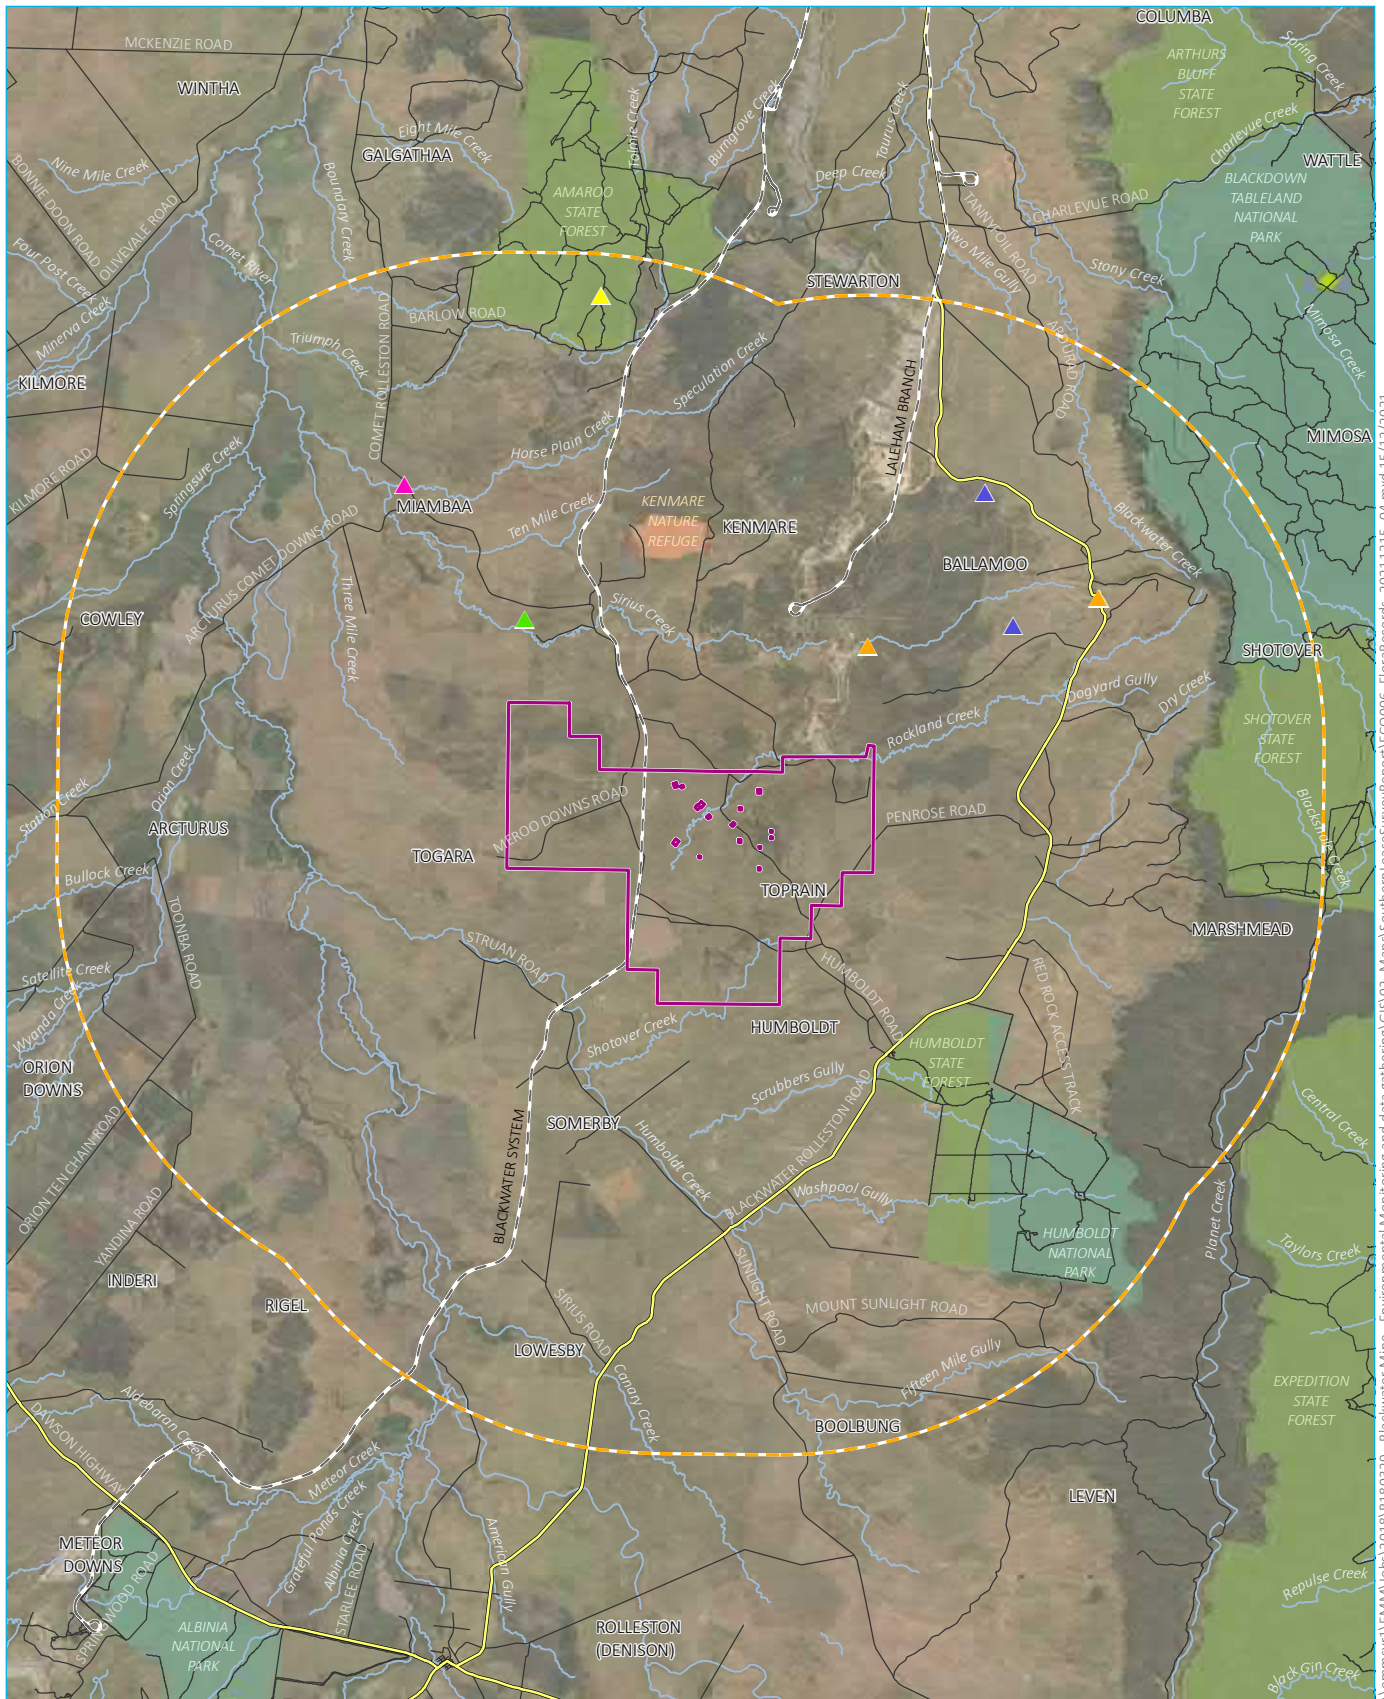 COLUMBA
MCKENZIE ROAD
Spring Creek
ARTHURS
BLUFF
STATE
FOREST
WINTHA
Tolmie Creek
Burngrove Creek
Taurus Creek
Charlevue Creek
Eight Mile Creek
GALGATHAA
WATTLE
Nine Mile Creek
BONNIE DOON ROAD
Boundary Creek
Deep Creek
BLACKDOWN
TABLELAND
NATIONAL
PARK
AMAROO
STATE
FOREST
OLIVEVALE ROAD
TANNYFOIL ROAD
CHARLEVUE ROAD
Four Post Creek
Comet River
Two Mile Gully
Stony Creek
STEWARTON
Minerva Creek
BARLOW ROAD
Mimosa Creek
Triumph Creek
COMET ROLLESTON ROAD
ARDURAD ROAD
KILMORE
Speculation Creek
LALEHAM BRANCH
Horse Plain Creek
MIMOSA
KILMORE ROAD
Springsure Creek
MIAMBAA
Ten Mile Creek
KENMARE
NATURE
REFUGE
KENMARE
Blackwater Creek
ARCTURUS COMET DOWNS ROAD
BALLAMOO
Three Mile Creek
COWLEY
Sirius Creek
SHOTOVER
Dogyard Gully
Dry Creek
Rockland Creek
SHOTOVER
STATE
FOREST
Orion Creek
Station Creek
MEROO DOWNS ROAD
PENROSE ROAD
Blackshale Creek
ARCTURUS
TOGARA
Bullock Creek
TOPRAIN
TOONBA ROAD
MARSHMEAD
STRUAN ROAD
HUMBOLDT ROAD
RED ROCK ACCESS TRACK
Satellite Creek
Wyanda Creek
HUMBOLDT
Shotover Creek
HUMBOLDT
STATE
FOREST
ORION
DOWNS
Scrubbers Gully
Central Creek
SOMERBY
ORION TEN CHAIN ROAD
BLACKWATER SYSTEM
Humboldt Creek
BLACKWATER ROLLESTON ROAD
Washpool Gully
YANDINA ROAD
Planet Creek
HUMBOLDT
NATIONAL
PARK
Taylors Creek
INDERI
SUNLIGHT ROAD
RIGEL
SIRIUS ROAD
MOUNT SUNLIGHT ROAD
LOWESBY
Fifteen Mile Gully
Canary Creek
EXPEDITION
STATE
FOREST
Aldebaran Creek
DAWSON HIGHWAY
BOOLBUNG
Meteor Creek
LEVEN
Grateful Ponds Creek
Albinia Creek
American Gully
METEOR
DOWNS
STARLEE ROAD
SPRINGWOOD ROAD
Repulse Creek
ALBINIA
NATIONAL
PARK
ROLLESTON
(DENISON)
Black Gin Creek